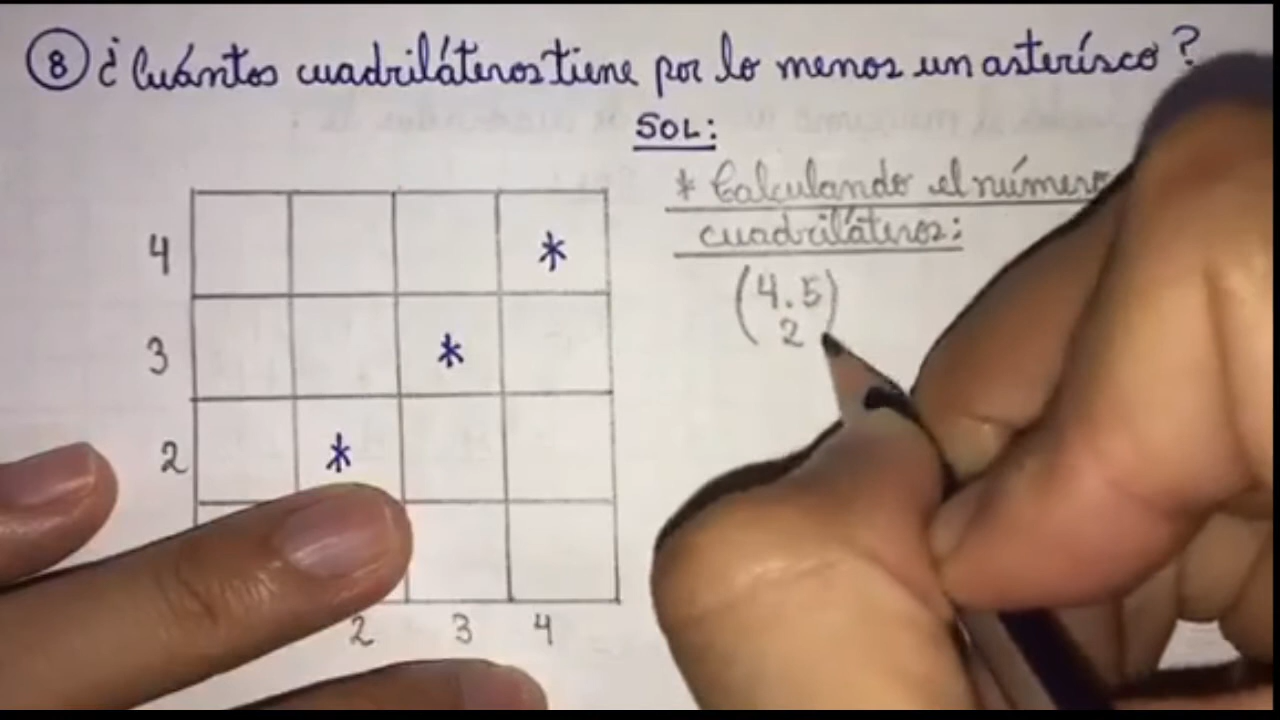 8 ¿Cuántos cuadriláteros tiene por lo menos un asterísco?
SOL:
* Calculando el número
cuadriláteros:
(4.5
2)
4 *
3 *
2 *
2 3 4